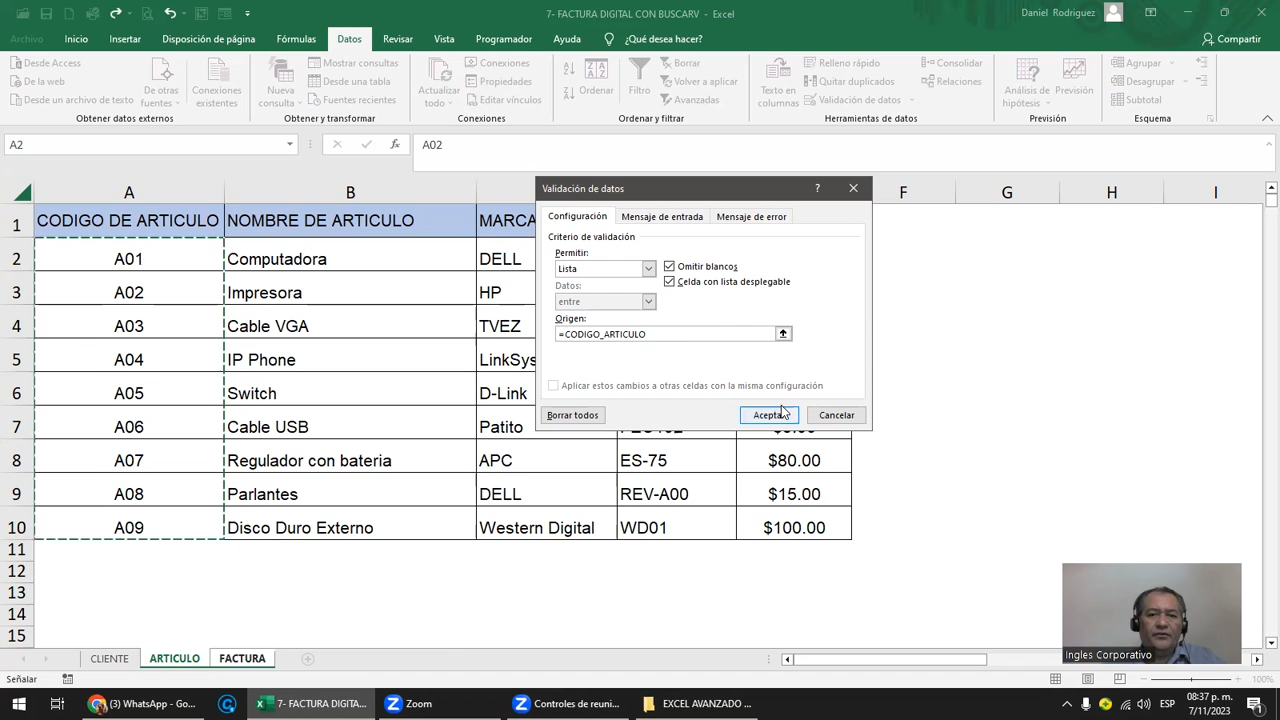 7- FACTURA DIGITAL CON BUSCARV - Excel
Daniel Rodriguez
Archivo Inicio Insertar Disposición de página Fórmulas Datos Revisar Vista Programador Ayuda ¿Qué desea hacer? Compartir
Desde Access
De la web
Desde un archivo de texto
De otras fuentes
Conexiones existentes
Obtener datos externos
Nueva consulta
Mostrar consultas
Desde una tabla
Fuentes recientes
Obtener y transformar
Actualizar todo
Conexiones
Propiedades
Editar vínculos
Conexiones
Ordenar
Filtro
Borrar
Volver a aplicar
Avanzadas
Ordenar y filtrar
Texto en columnas
Relleno rápido
Quitar duplicados
Validación de datos
Consolidar
Relaciones
Herramientas de datos
Análisis de hipótesis
Previsión
Previsión
Agrupar
Desagrupar
Subtotal
Esquema
A2
A02
A B F G H I
1 CODIGO DE ARTICULO NOMBRE DE ARTICULO MARCA
2 A01 Computadora DELL
3 A02 Impresora HP
4 A03 Cable VGA TVEZ
5 A04 IP Phone LinkSys
6 A05 Switch D-Link
7 A06 Cable USB Patito
8 A07 Regulador con bateria APC ES-75 $80.00
9 A08 Parlantes DELL REV-A00 $15.00
10 A09 Disco Duro Externo Western Digital WD01 $100.00
11
12
13
14
15
Validación de datos
?
Configuración Mensaje de entrada Mensaje de error
Criterio de validación
Permitir:
Lista
Omitir blancos
Celda con lista desplegable
Datos:
entre
Origen:
=CODIGO_ARTICULO
Aplicar estos cambios a otras celdas con la misma configuración
Borrar todos Aceptar Cancelar
Ingles Corporativo
CLIENTE ARTICULO FACTURA
Señalar
100%
(3) WhatsApp - Go...
7- FACTURA DIGITA...
Zoom
Controles de reuni...
EXCEL AVANZADO ...
ESP
08:37 p. m.
7/11/2023